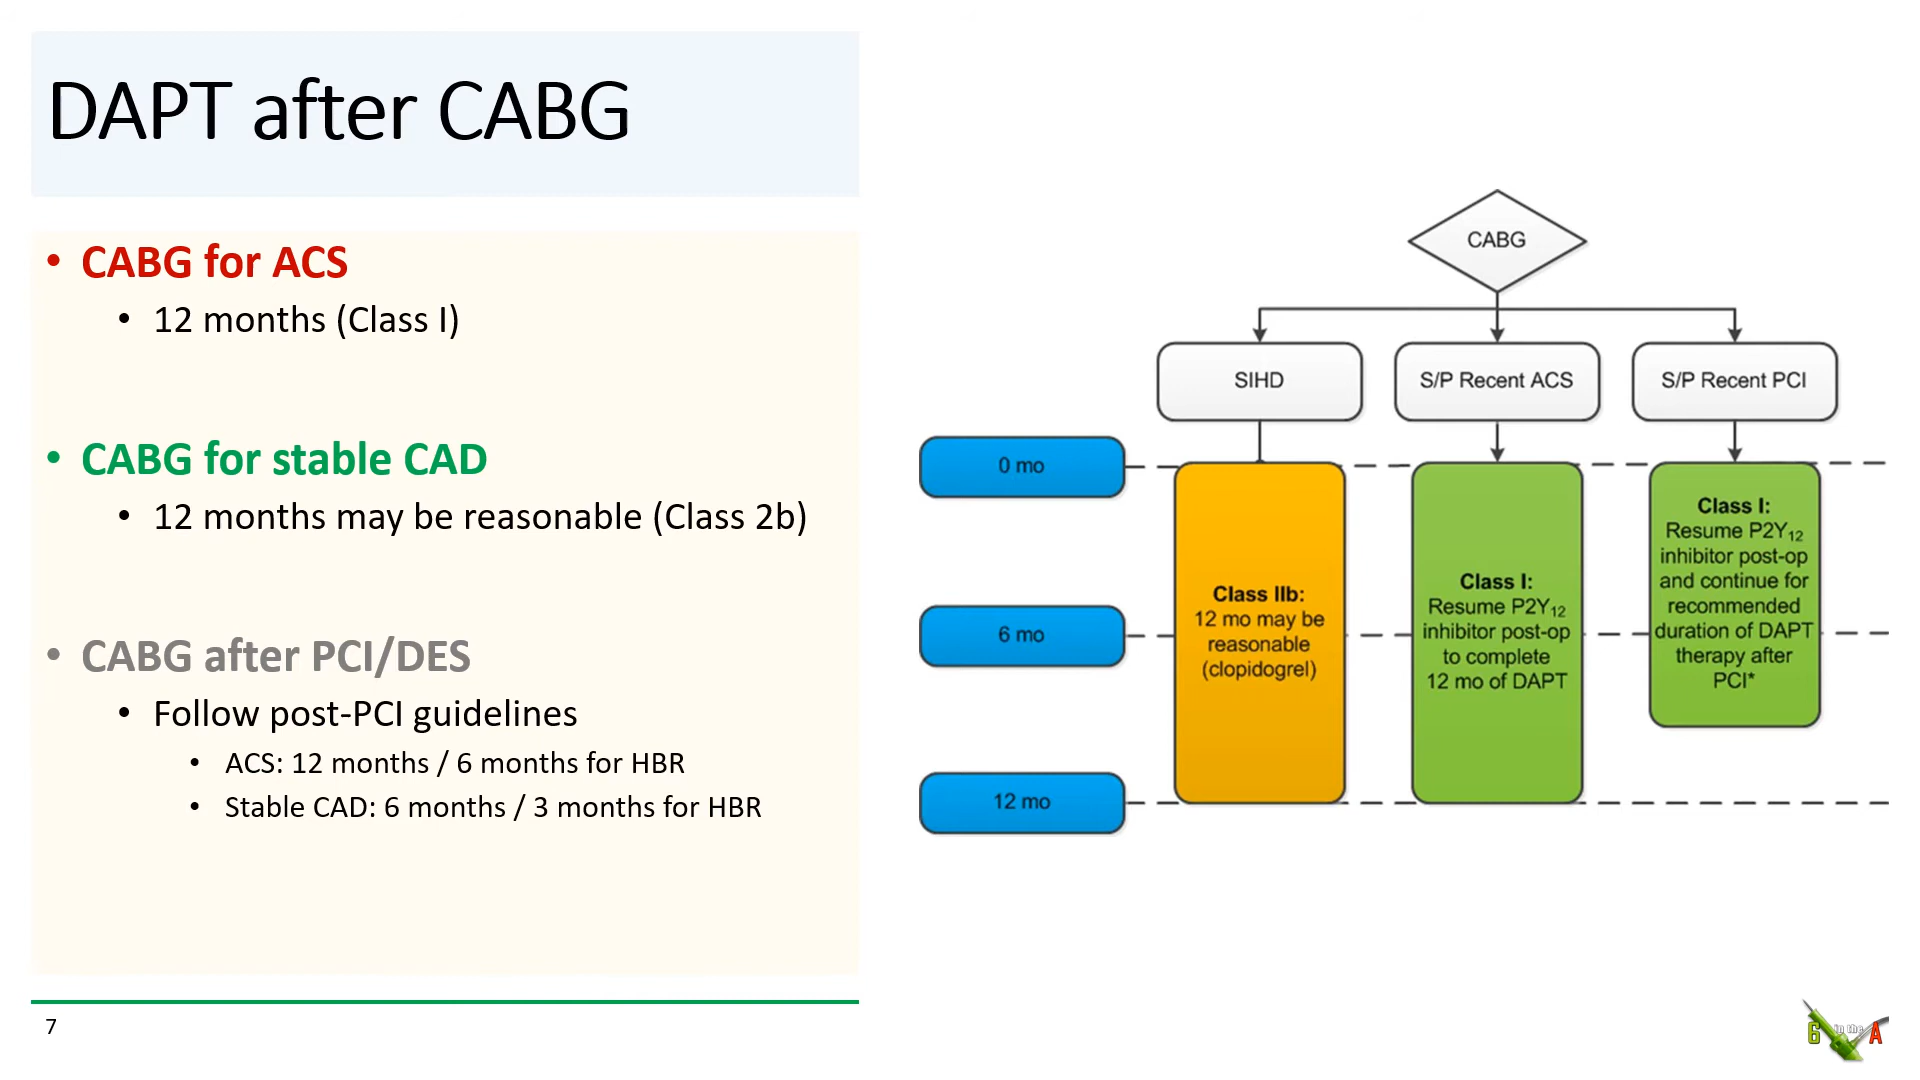 DAPT after CABG
• CABG for ACS
• 12 months (Class I)
• CABG for stable CAD
• 12 months may be reasonable (Class 2b)
• CABG after PCI/DES
• Follow post-PCI guidelines
• ACS: 12 months / 6 months for HBR
• Stable CAD: 6 months / 3 months for HBR
7
CABG
SIHD
S/P Recent ACS
S/P Recent PCI
0 mo
6 mo
12 mo
Class IIb:
12 mo may be
reasonable
(clopidogrel)
Class I:
Resume P2Y₁₂
inhibitor post-op
to complete
12 mo of DAPT
Class I:
Resume P2Y₁₂
inhibitor post-op
and continue for
recommended
duration of DAPT
therapy after
PCI*
6 in the A